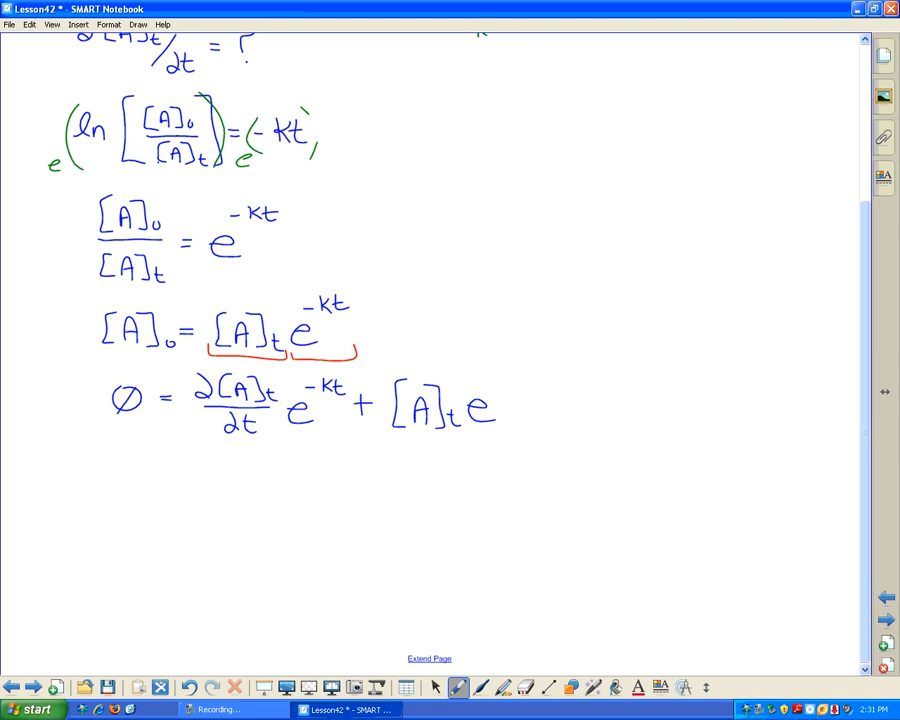 Lesson42 * - SMART Notebook
File Edit View Insert Format Draw Help
∂[A]t/∂t = ?
e(ln [[A]₀/[A]t]) = e(-kt)
[A]₀/[A]t = e^-kt
[A]₀ = [A]t e^-kt
∅ = ∂[A]t/∂t e^-kt + [A]t e
Extend Page
start Recording... Lesson42 * - SMART ... 2:31 PM